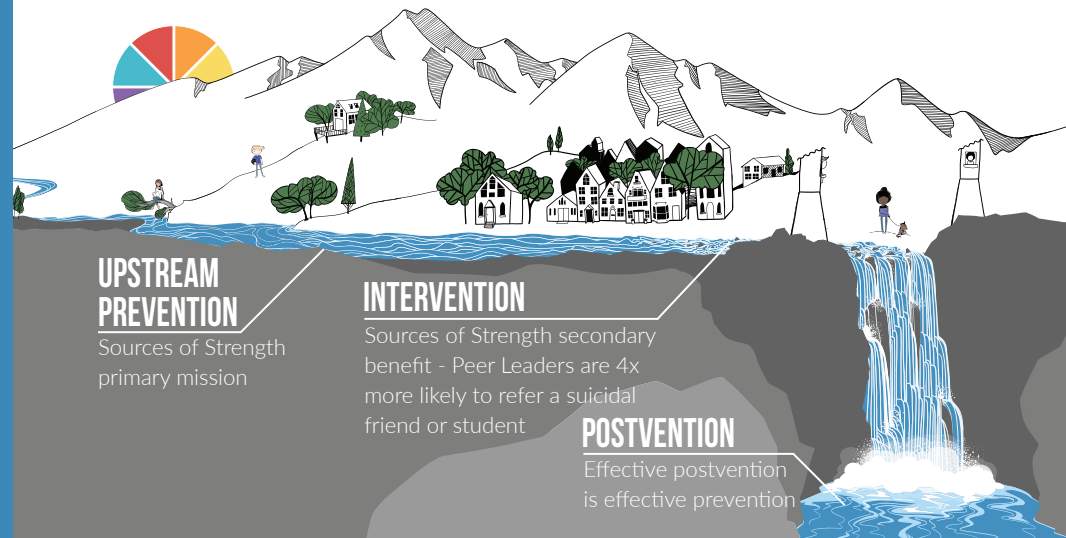 UPSTREAM
PREVENTION
Sources of Strength
primary mission
INTERVENTION
Sources of Strength secondary
benefit - Peer Leaders are 4x
more likely to refer a suicidal
friend or student
POSTVENTION
Effective postvention
is effective prevention